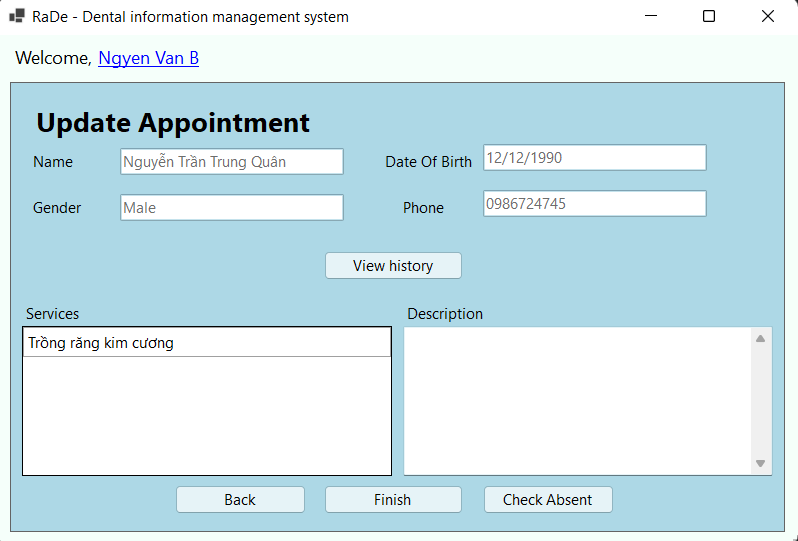 RaDe - Dental information management system
Welcome, Ngyen Van B
Update Appointment
Name Nguyễn Trần Trung Quân Date Of Birth 12/12/1990
Gender Male Phone 0986724745
View history
Services Description
Trồng răng kim cương
Back Finish Check Absent